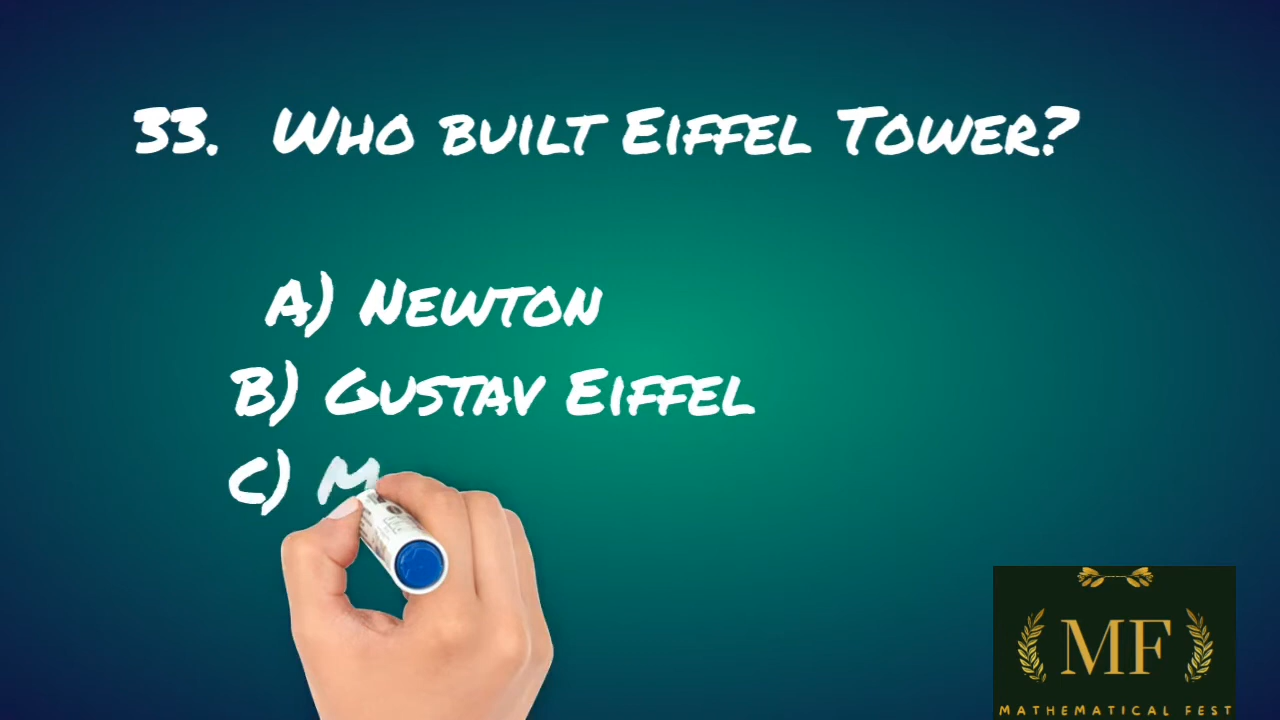 33. Who built Eiffel Tower?
A) Newton
B) Gustav Eiffel
C) M
MF
MATHEMATICAL FEST